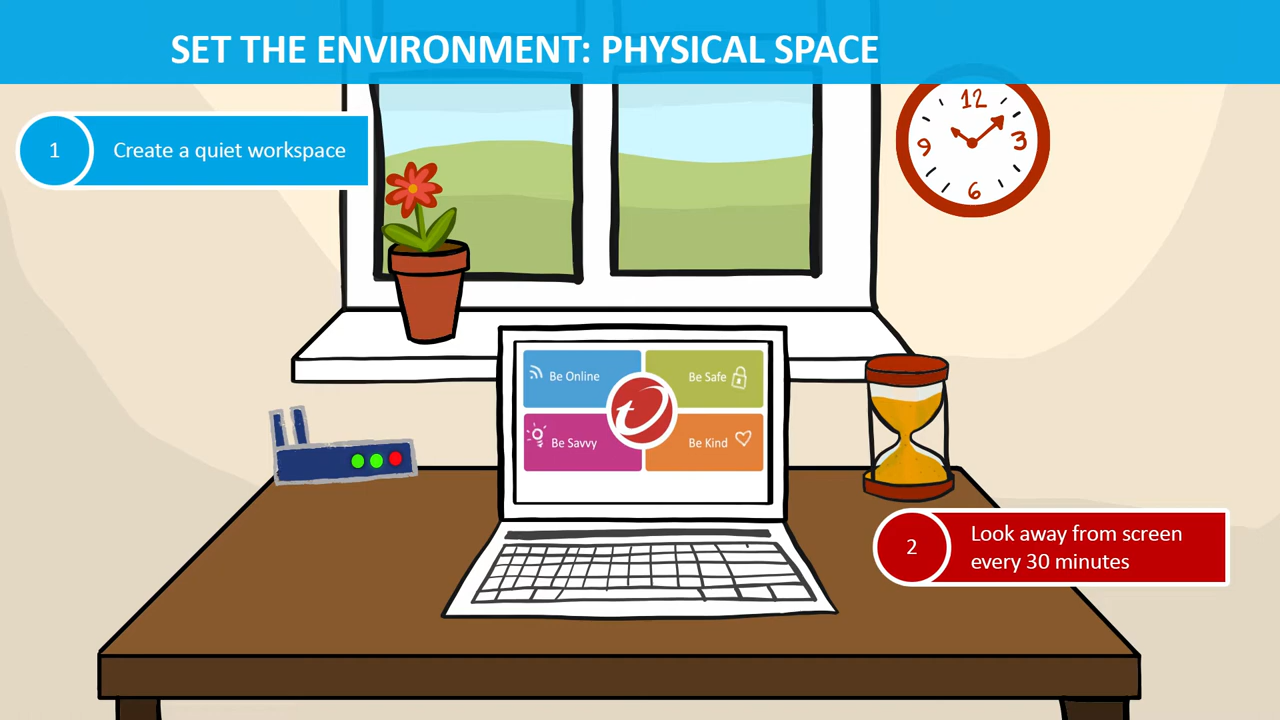 SET THE ENVIRONMENT: PHYSICAL SPACE
1
Create a quiet workspace
12
9
3
6
Be Online
Be Safe
Be Savvy
Be Kind
2
Look away from screen
every 30 minutes